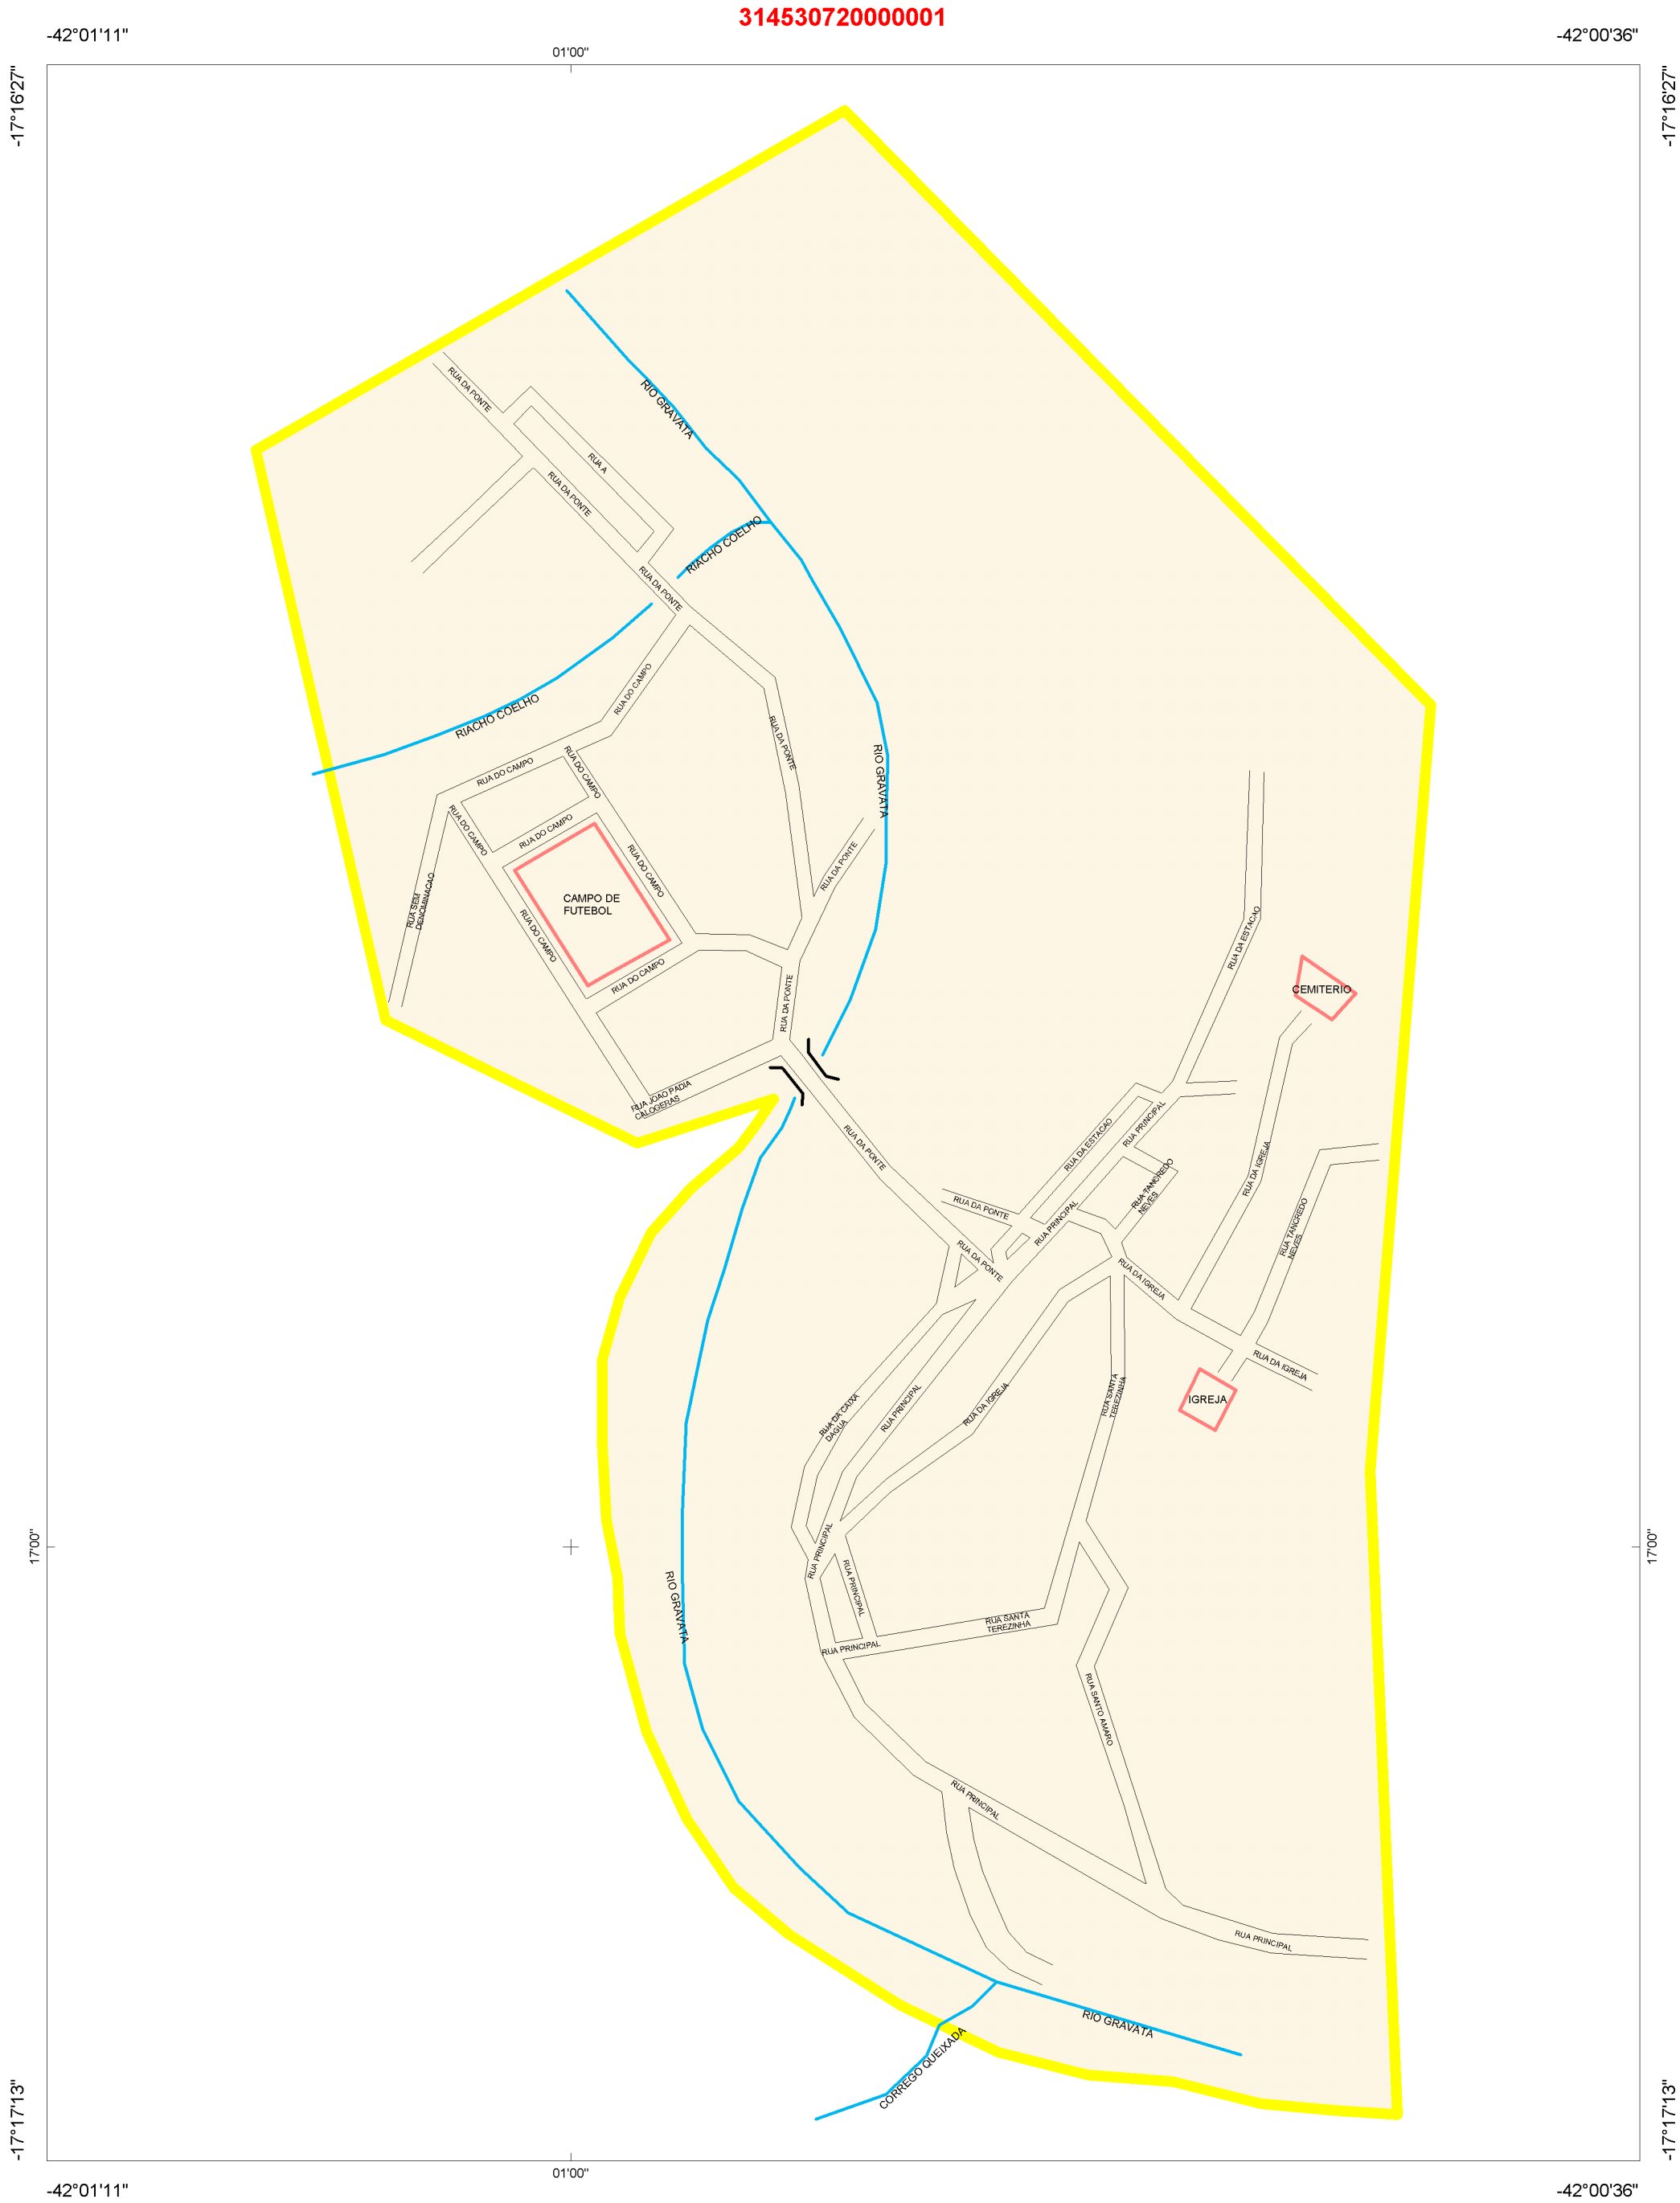 314530720000001
-42°01'11"
-42°00'36"
01'00"
-17°16'27"
-17°16'27"
RUA DA PONTE
RIO GRAVATA
RUA A
RUA DA PONTE
RIACHO COELHO
RUA DA PONTE
RUA DO CAMPO
RIACHO COELHO
RUA DA PONTE
RIO GRAVATA
RUA DO CAMPO
RUA DO CAMPO
RUA DO CAMPO
RUA DO CAMPO
RUA DO CAMPO
RUA DA PONTE
RUA SEM
DENOMINACAO
CAMPO DE
FUTEBOL
RUA DO CAMPO
RUA DO CAMPO
RUA DA ESTACAO
RUA DA PONTE
CEMITERIO
RUA JOAO PADIA
CALOGERAS
RUA DA PONTE
RUA DA ESTACAO
RUA PRINCIPAL
RUA TANCREDO
NEVES
RUA DA IGREJA
RUA DA PONTE
RUA PRINCIPAL
RUA TANCREDO
NEVES
RUA DA PONTE
RUA DA IGREJA
RUA DA IGREJA
RUA DA CAIXA
DAGUA
RUA PRINCIPAL
RUA DA IGREJA
RUA SANTA
TEREZINHA
IGREJA
17'00"
17'00"
RUA PRINCIPAL
RUA PRINCIPAL
RIO GRAVATA
RUA SANTA
TEREZINHA
RUA PRINCIPAL
RUA SANTO AMARO
RUA PRINCIPAL
RUA PRINCIPAL
RIO GRAVATA
CORREGO QUEIXADA
-17°17'13"
-17°17'13"
01'00"
-42°01'11"
-42°00'36"